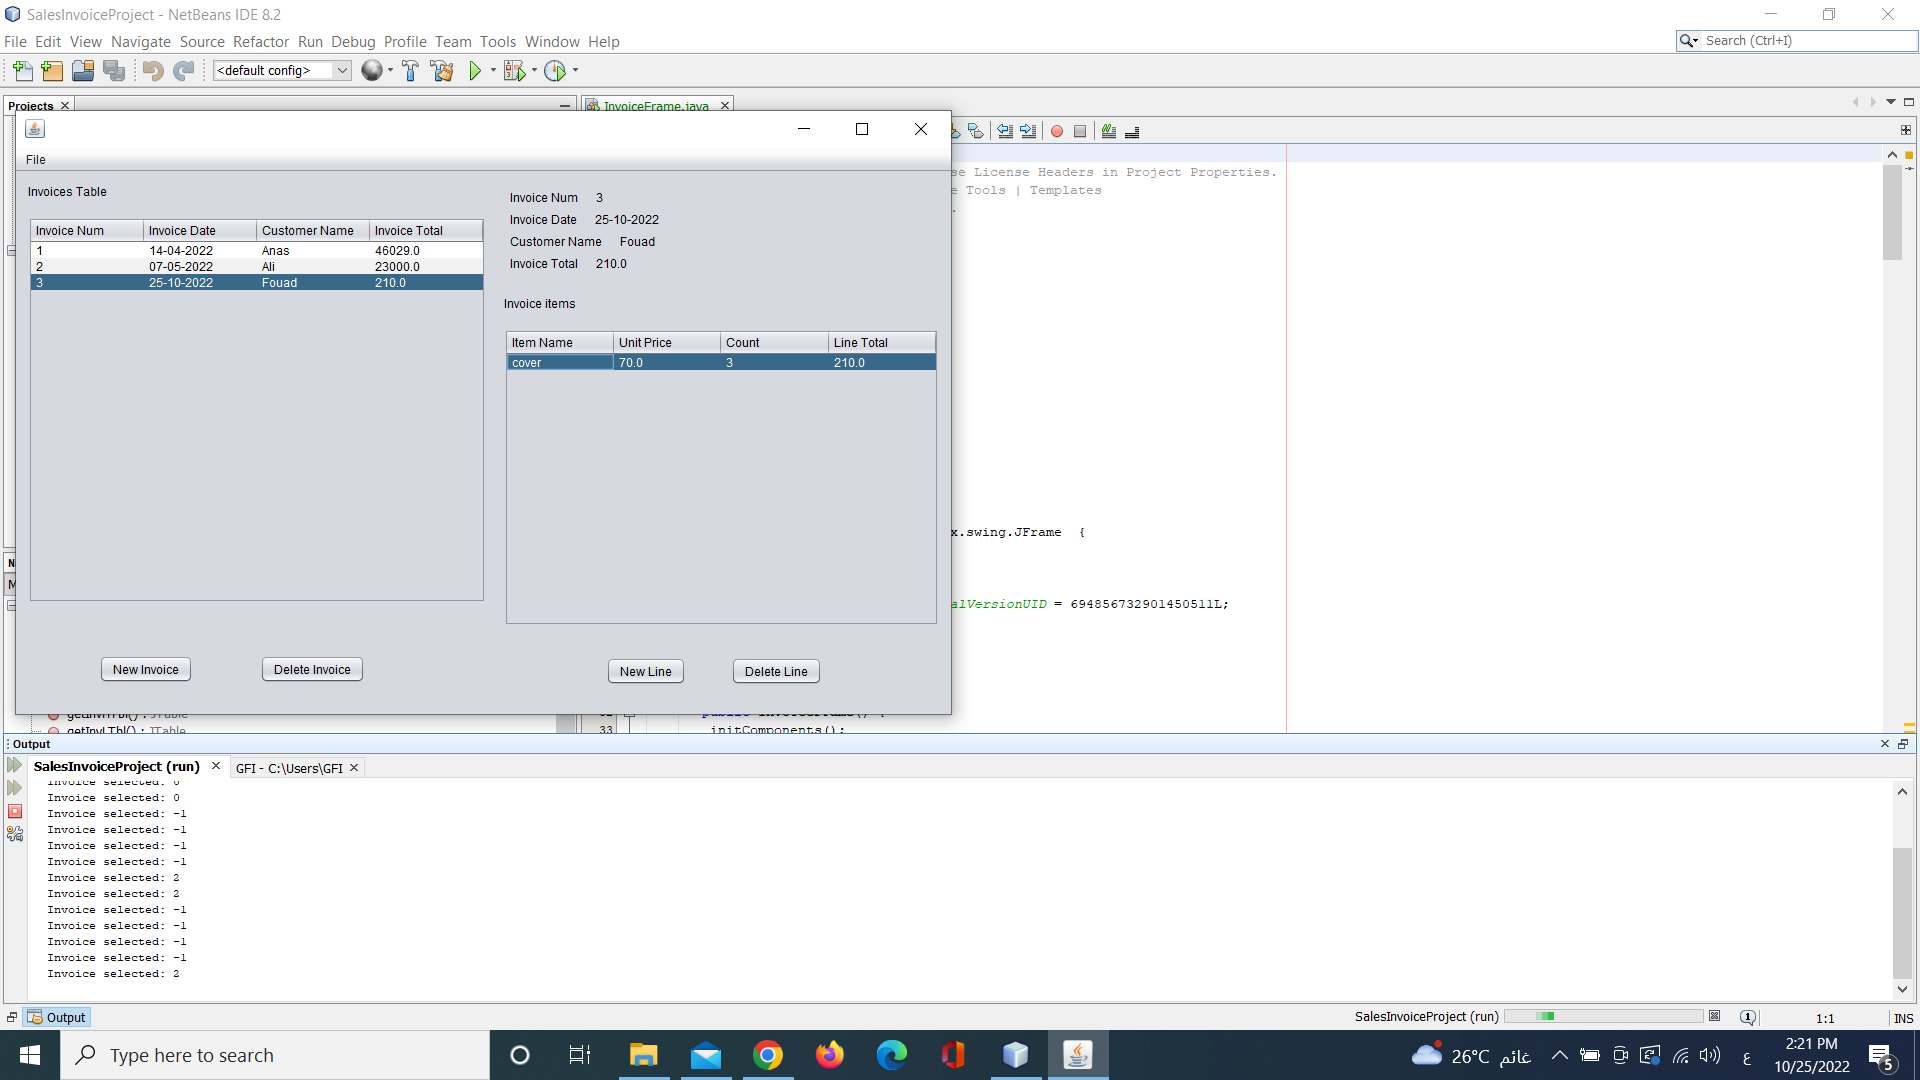 SalesInvoiceProject - NetBeans IDE 8.2
File Edit View Navigate Source Refactor Run Debug Profile Team Tools Window Help
Search (Ctrl+I)
<default config>
Projects
InvoiceFrame.java
File
Invoices Table
Invoice Num Invoice Date Customer Name Invoice Total
1 14-04-2022 Anas 46029.0
2 07-05-2022 Ali 23000.0
3 25-10-2022 Fouad 210.0
New Invoice Delete Invoice
Invoice Num 3
Invoice Date 25-10-2022
Customer Name Fouad
Invoice Total 210.0
Invoice items
Item Name Unit Price Count Line Total
cover 70.0 3 210.0
New Line Delete Line
se License Headers in Project Properties.
e Tools | Templates
.
x.swing.JFrame {
alVersionUID = 694856732901450511L;
33 initComponents();
Output
SalesInvoiceProject (run) GFI - C:\Users\GFI
Invoice selected: 0
Invoice selected: 0
Invoice selected: -1
Invoice selected: -1
Invoice selected: -1
Invoice selected: -1
Invoice selected: 2
Invoice selected: 2
Invoice selected: -1
Invoice selected: -1
Invoice selected: -1
Invoice selected: -1
Invoice selected: 2
Output
SalesInvoiceProject (run)
1
1:1 INS
Type here to search
26°C غائم
ع
2:21 PM
10/25/2022
5